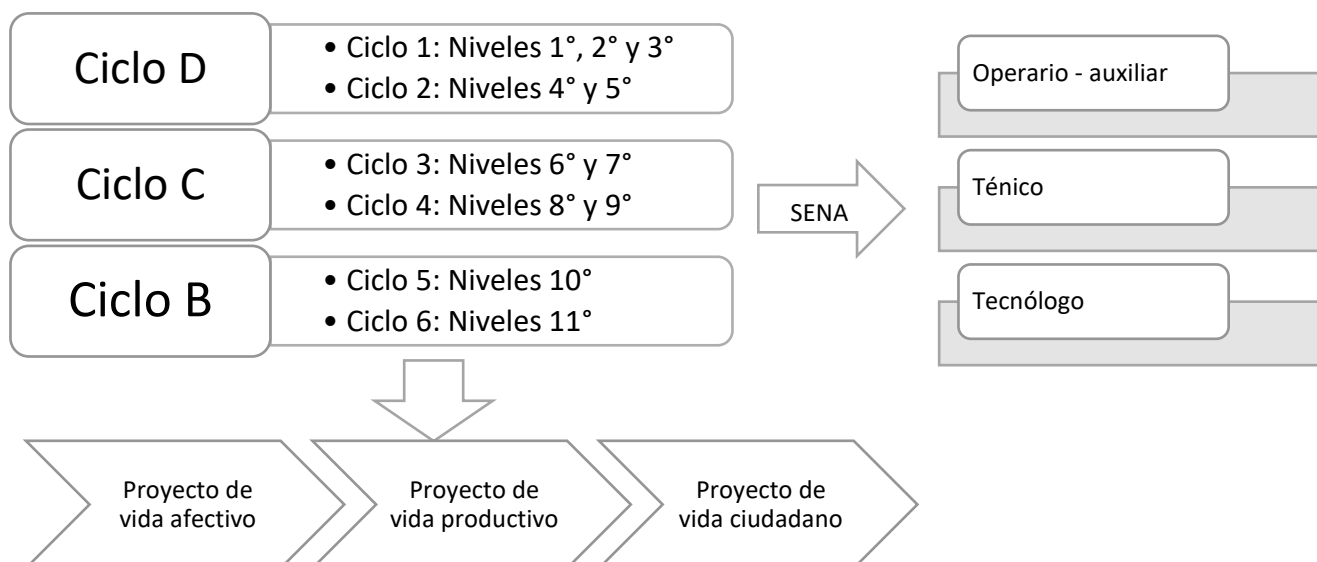 Ciclo D
• Ciclo 1: Niveles 1°, 2° y 3°
• Ciclo 2: Niveles 4° y 5°
Ciclo C
• Ciclo 3: Niveles 6° y 7°
• Ciclo 4: Niveles 8° y 9°
Ciclo B
• Ciclo 5: Niveles 10°
• Ciclo 6: Niveles 11°
SENA
Operario - auxiliar
Ténico
Tecnólogo
Proyecto de
vida afectivo
Proyecto de
vida productivo
Proyecto de
vida ciudadano